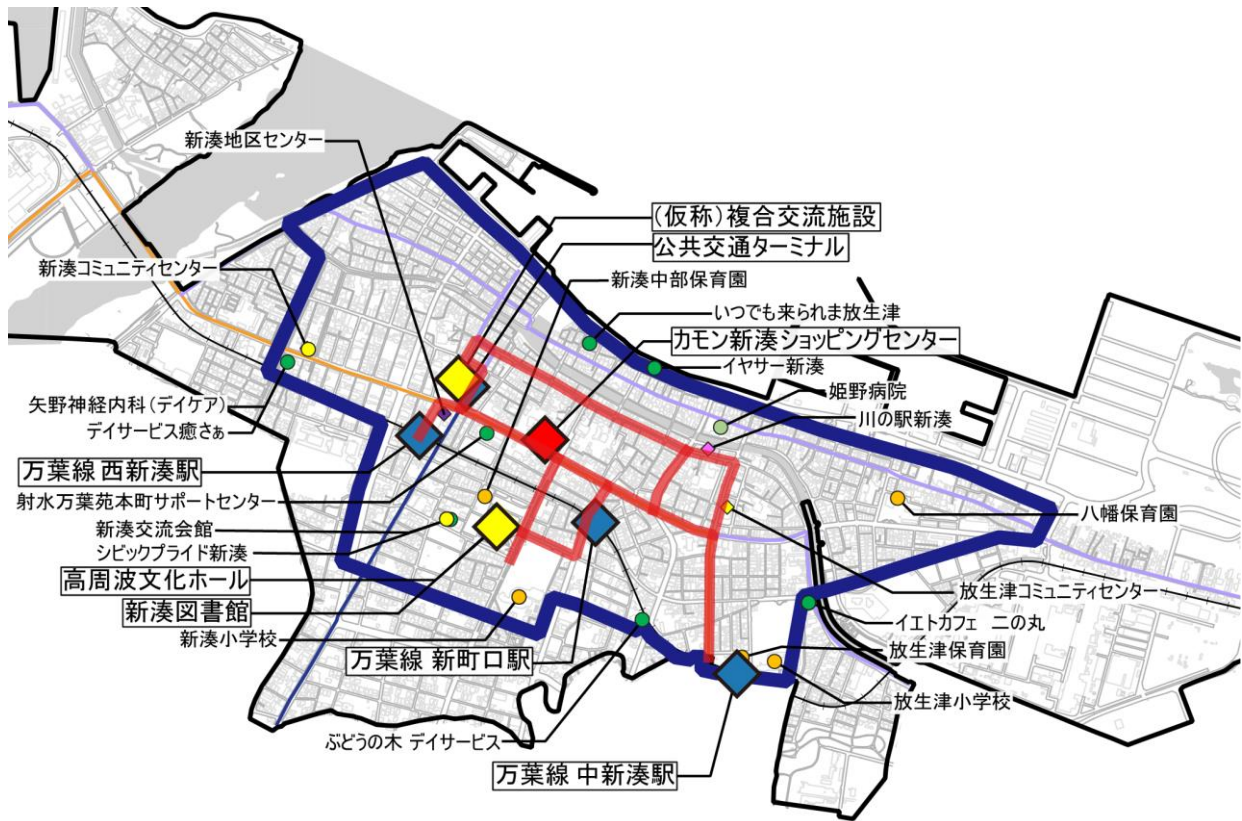 新湊地区センター
(仮称)複合交流施設
公共交通ターミナル
新湊コミュニティセンター
新湊中部保育園
いつでも来られま放生津
カモン新湊ショッピングセンター
イヤサー新湊
姫野病院
川の駅新湊
矢野神経内科(デイケア)
デイサービス癒さぁ
万葉線 西新湊駅
射水万葉苑本町サポートセンター
八幡保育園
新湊交流会館
シビックプライド新湊
高周波文化ホール
放生津コミュニティセンター
新湊図書館
イエトカフェ 二の丸
新湊小学校
放生津保育園
万葉線 新町口駅
放生津小学校
ぶどうの木 デイサービス
万葉線 中新湊駅